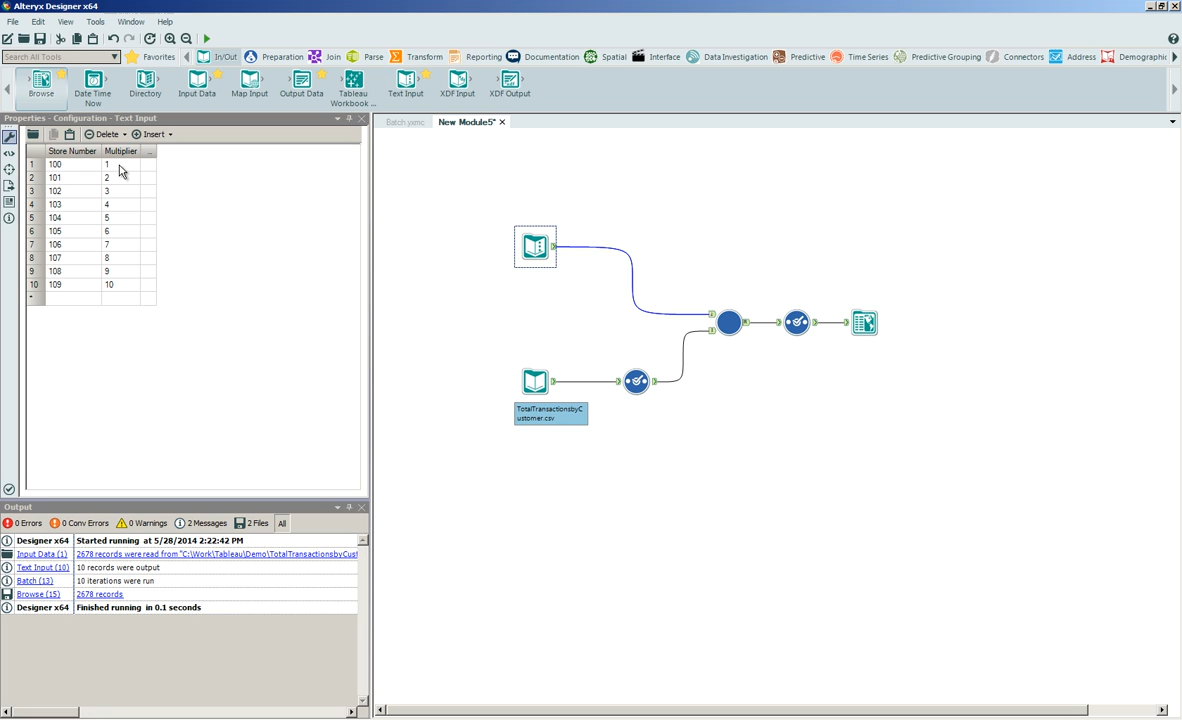 Alteryx Designer x64
File Edit View Tools Window Help
Search All Tools Favorites In/Out Preparation Join Parse Transform Reporting Documentation Spatial Interface Data Investigation Predictive Time Series Predictive Grouping Connectors Address Demographic
Browse Date Time Now Directory Input Data Map Input Output Data Tableau Workbook ... Text Input XDF Input XDF Output
Properties - Configuration - Text Input
Batch.yxmc New Module5*
Delete Insert
Store Number Multiplier ...
1 100 1
2 101 2
3 102 3
4 103 4
5 104 5
6 105 6
7 106 7
8 107 8
9 108 9
10 109 10
*
TotalTransactionsbyC
ustomer.csv
Output
0 Errors 0 Conv Errors 0 Warnings 2 Messages 2 Files All
Designer x64 Started running at 5/28/2014 2:22:42 PM
Input Data (1) 2678 records were read from "C:\Work\Tableau\Demo\TotalTransactionsbyCust
Text Input (10) 10 records were output
Batch (13) 10 iterations were run
Browse (15) 2678 records
Designer x64 Finished running in 0.1 seconds